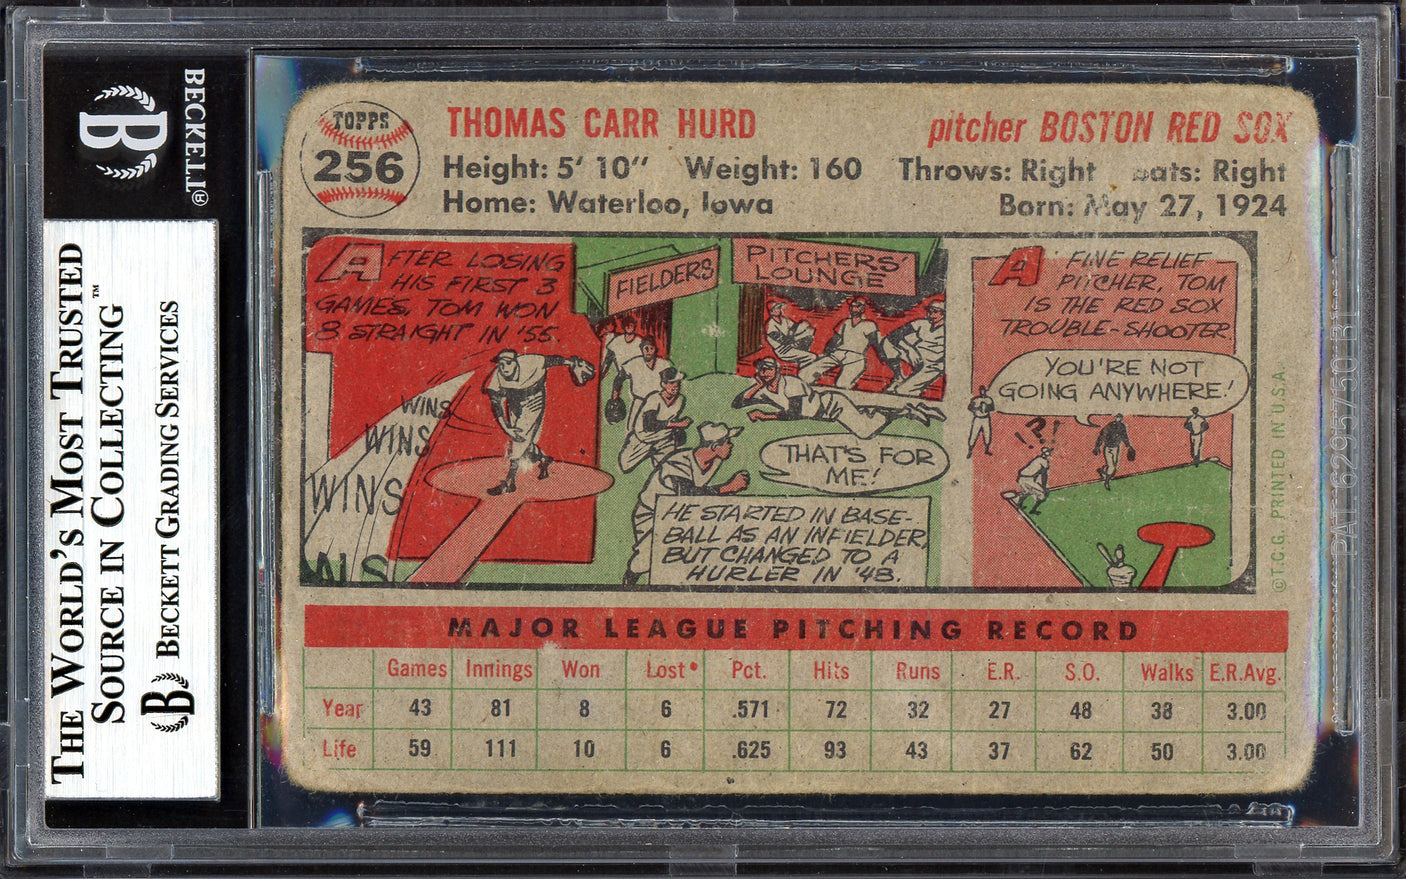 BECKETT®
THE WORLD'S MOST TRUSTED
SOURCE IN COLLECTING™
B BECKETT GRADING SERVICES
TOPPS
256
THOMAS CARR HURD
pitcher BOSTON RED SOX
Height: 5' 10" Weight: 160 Throws: Right Bats: Right
Home: Waterloo, Iowa
Born: May 27, 1924
AFTER LOSING
HIS FIRST 3
GAMES, TOM WON
8 STRAIGHT IN '55.
WINS
WINS
WINS
WINS
FIELDERS
PITCHERS'
LOUNGE
THAT'S FOR
ME!
HE STARTED IN BASE-
BALL AS AN INFIELDER,
BUT CHANGED TO A
HURLER IN '48.
A FINE RELIEF
PITCHER, TOM
IS THE RED SOX
TROUBLE-SHOOTER.
YOU'RE NOT
GOING ANYWHERE!
?!
©T.C.G. PRINTED IN U.S.A.
MAJOR LEAGUE PITCHING RECORD
Games Innings Won Lost Pct. Hits Runs E.R. S.O. Walks E.R.Avg.
Year 43 81 8 6 .571 72 32 27 48 38 3.00
Life 59 111 10 6 .625 93 43 37 62 50 3.00